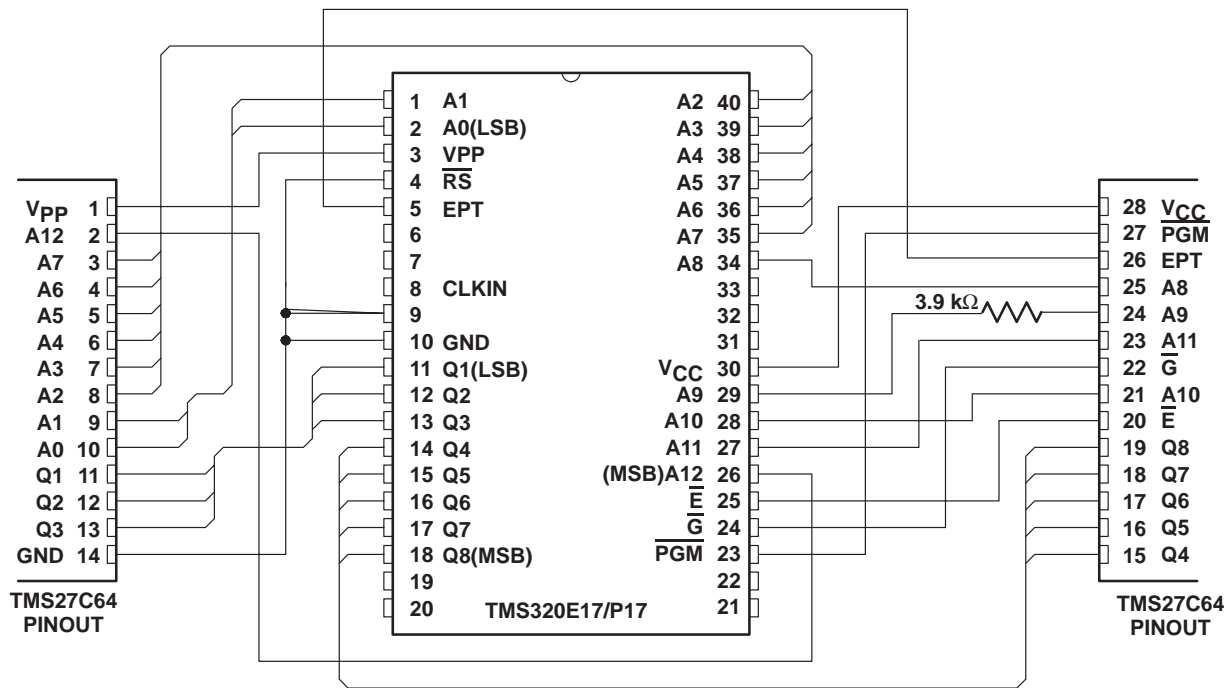 VPP 1
A12 2
A7 3
A6 4
A5 5
A4 6
A3 7
A2 8
A1 9
A0 10
Q1 11
Q2 12
Q3 13
GND 14
TMS27C64
PINOUT
1 A1
2 A0(LSB)
3 VPP
4 R̅S̅
5 EPT
6
7
8 CLKIN
9
10 GND
11 Q1(LSB)
12 Q2
13 Q3
14 Q4
15 Q5
16 Q6
17 Q7
18 Q8(MSB)
19
20
A2 40
A3 39
A4 38
A5 37
A6 36
A7 35
A8 34
33
32
31
VCC 30
A9 29
A10 28
A11 27
(MSB)A12 26
E̅ 25
G̅ 24
P̅G̅M̅ 23
22
21
TMS320E17/P17
3.9 kΩ
28 VCC
27 P̅G̅M̅
26 EPT
25 A8
24 A9
23 A11
22 G̅
21 A10
20 E̅
19 Q8
18 Q7
17 Q6
16 Q5
15 Q4
TMS27C64
PINOUT